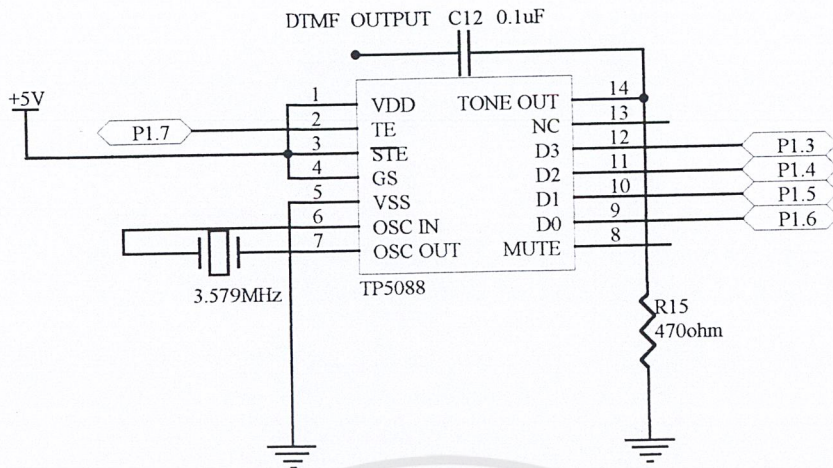 DTMF OUTPUT C12 0.1uF
+5V
P1.7
1 VDD
2 TE
3 STE
4 GS
5 VSS
6 OSC IN
7 OSC OUT
TONE OUT 14
NC 13
D3 12 P1.3
D2 11 P1.4
D1 10 P1.5
D0 9 P1.6
MUTE 8
3.579MHz
TP5088
R15
470ohm